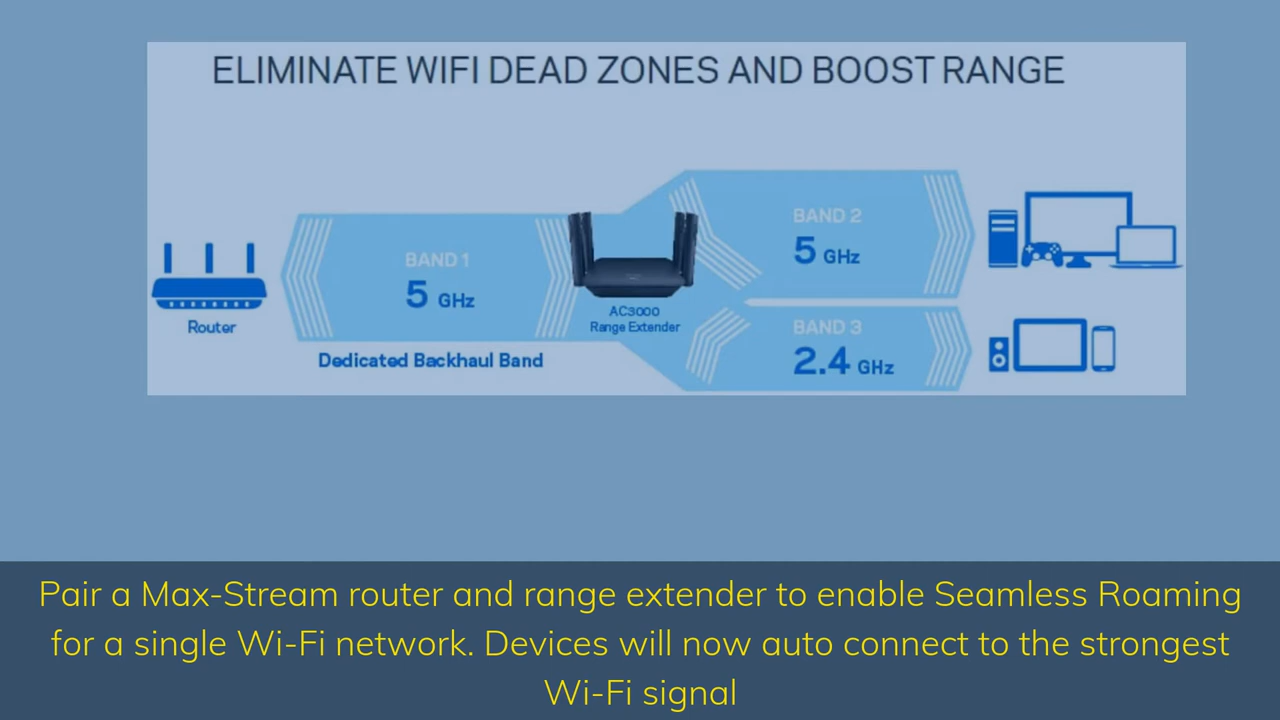 ELIMINATE WIFI DEAD ZONES AND BOOST RANGE
BAND 1
5 GHz
Router
Dedicated Backhaul Band
AC3000
Range Extender
BAND 2
5 GHz
BAND 3
2.4 GHz
Pair a Max-Stream router and range extender to enable Seamless Roaming
for a single Wi-Fi network. Devices will now auto connect to the strongest
Wi-Fi signal